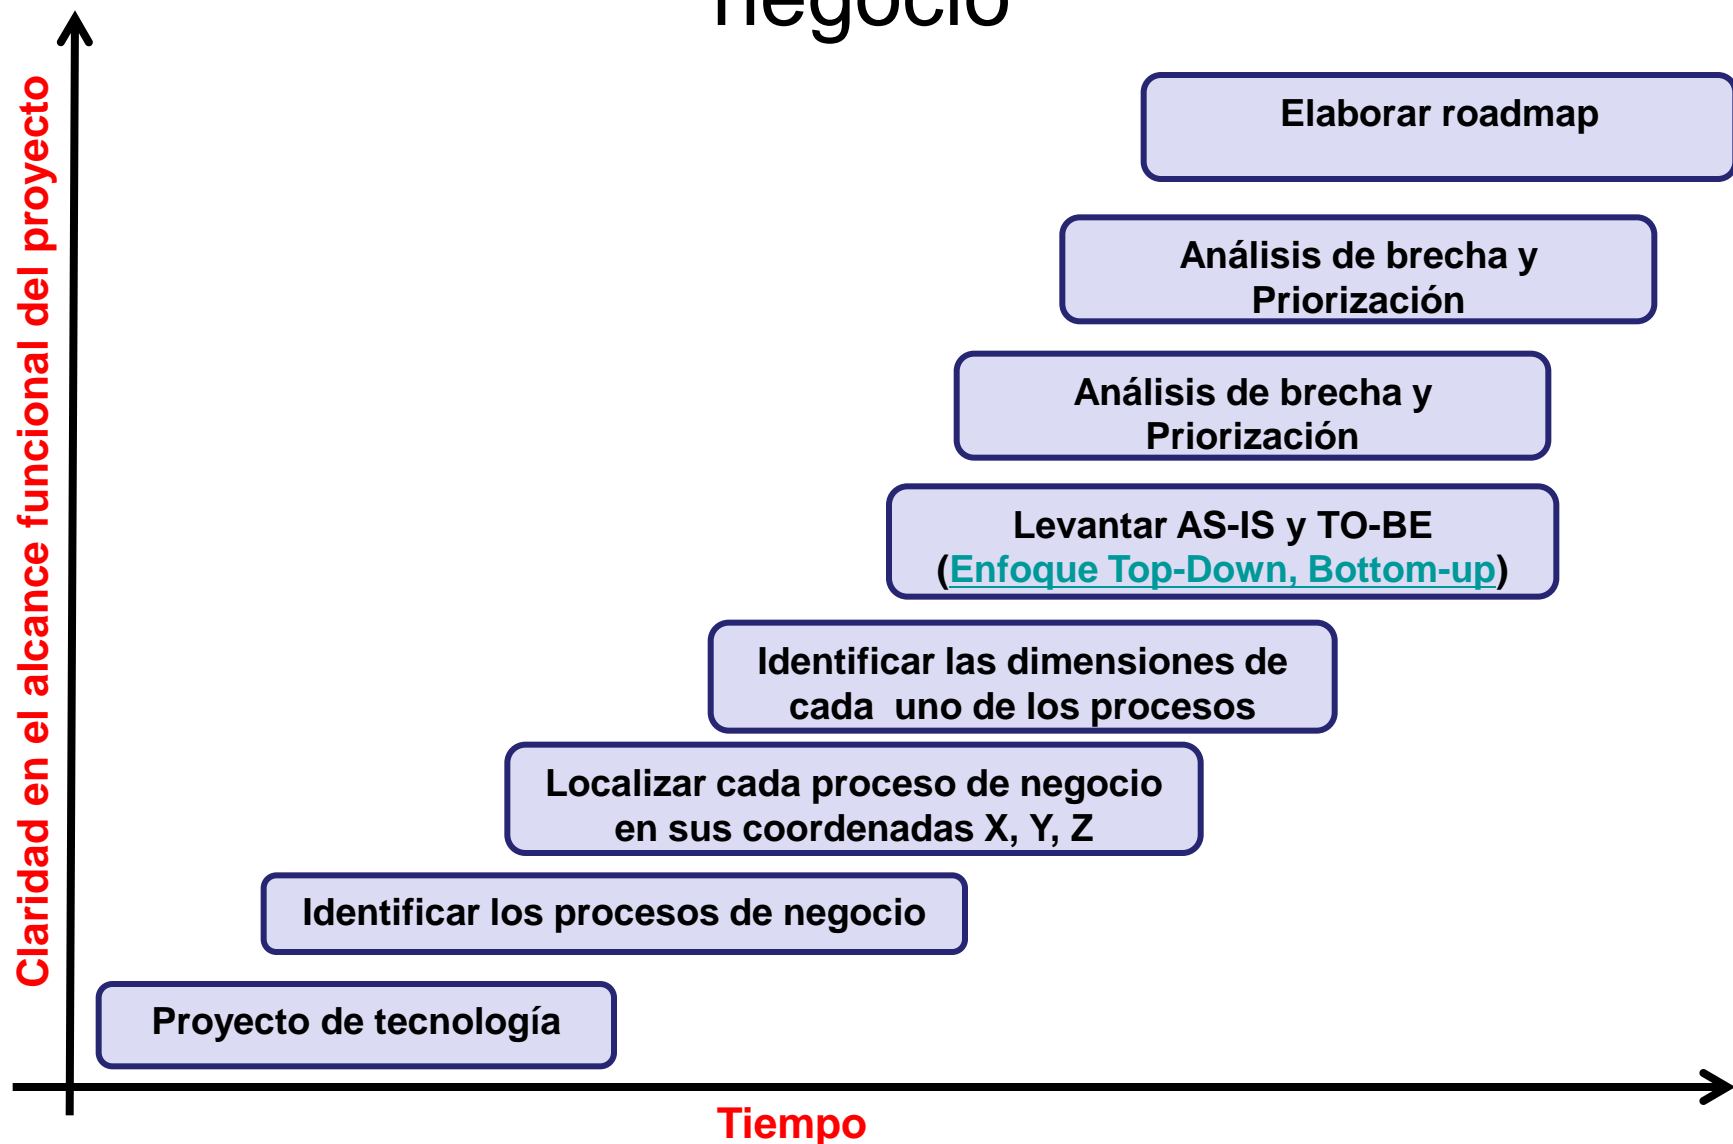 negocio
Claridad en el alcance funcional del proyecto
Elaborar roadmap
Análisis de brecha y
Priorización
Análisis de brecha y
Priorización
Levantar AS-IS y TO-BE
(Enfoque Top-Down, Bottom-up)
Identificar las dimensiones de
cada  uno de los procesos
Localizar cada proceso de negocio
en sus coordenadas X, Y, Z
Identificar los procesos de negocio
Proyecto de tecnología
Tiempo